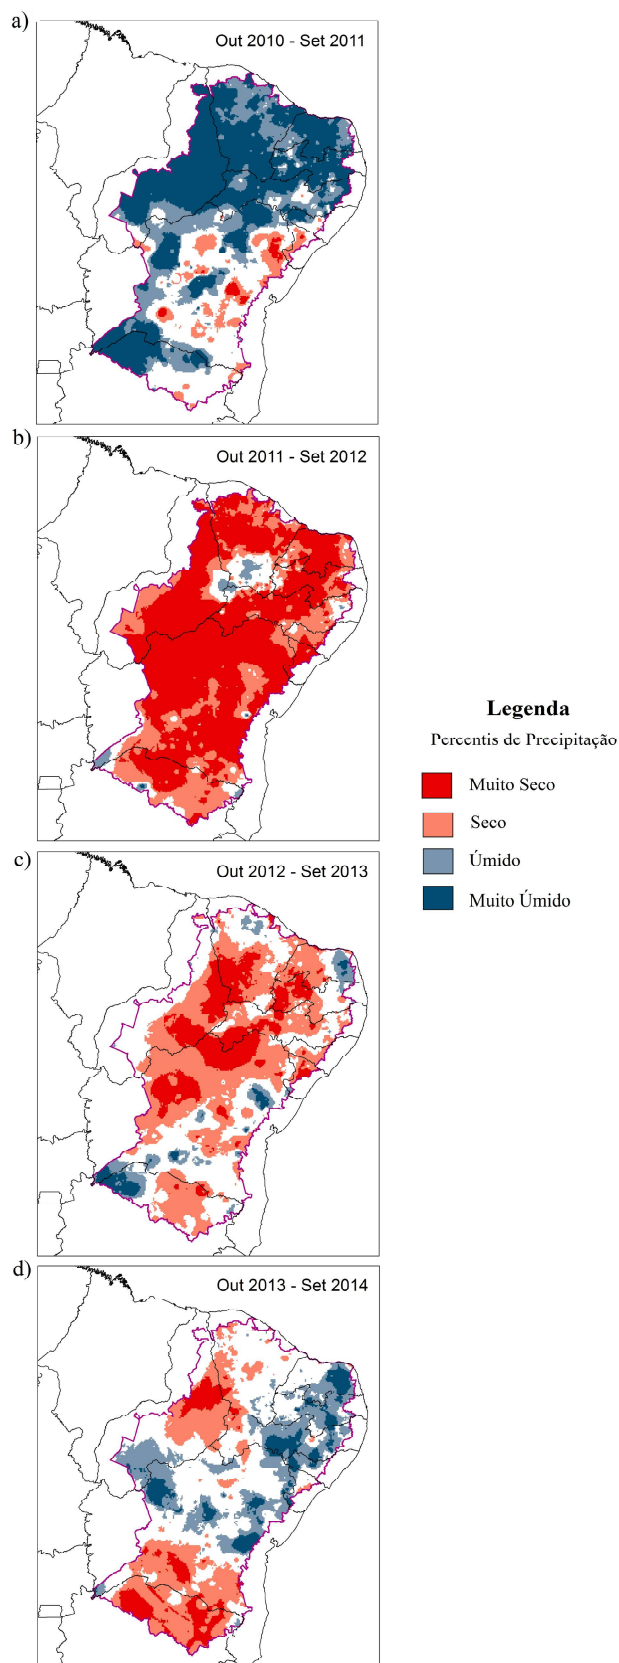 a)
Out 2010 - Set 2011
b)
Out 2011 - Set 2012
Legenda
Percentis de Precipitação
Muito Seco
Seco
Úmido
Muito Úmido
c)
Out 2012 - Set 2013
d)
Out 2013 - Set 2014